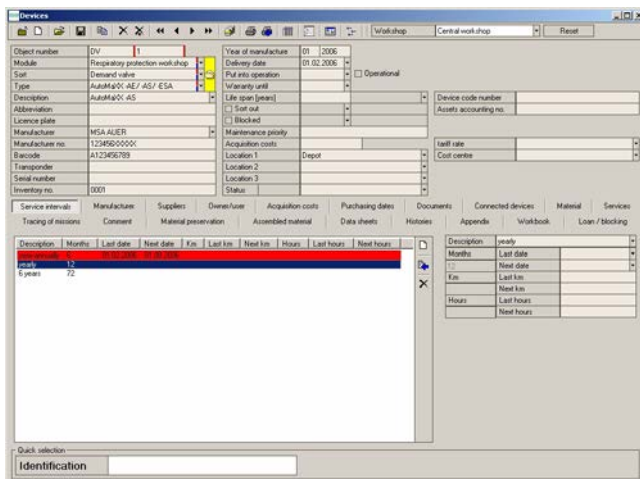 Devices
Workshop Central workshop Reset
Object number DV 1 Year of manufacture 01 2006
Module Respiratory protection workshop Delivery date 01.02.2006
Sort Demand valve Put into operation Operational
Type AutoMaXX-AE/ -AS/ -ESA Warranty until
Description AutoMaXX-AS Life span [years] Device code number
Abbreviation Sort out Assets accounting no.
Licence plate Blocked
Manufacturer MSA AUER Maintenance priority
Manufacturer no. Acquisition costs tariff rate
Barcode A123456789 Location 1 Depot Cost centre
Transponder Location 2
Serial number Location 3
Inventory no. 0001 Status
Service intervals Manufacturer Suppliers Owner/user Acquisition costs Purchasing dates Documents Connected devices Material Services
Tracing of missions Comment Material preservation Assembled material Data sheets Histories Appendix Workbook Loan / blocking
Description Months Last date Next date Km Last km Next km Hours Last hours Next hours
yearly 12
6 years 72
Description yearly
Months Last date
12 Next date
Km Last km
Next km
Hours Last hours
Next hours
Quick selection
Identification